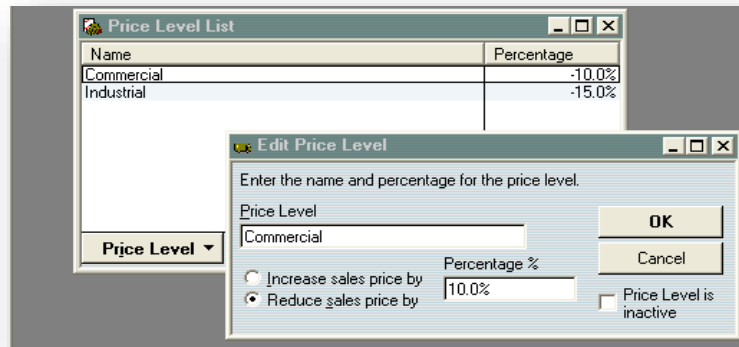 Price Level List
Name Percentage
Commercial -10.0%
Industrial -15.0%
Price Level
Edit Price Level
Enter the name and percentage for the price level.
Price Level
Commercial
Increase sales price by
Reduce sales price by
Percentage %
10.0%
OK
Cancel
Price Level is
inactive